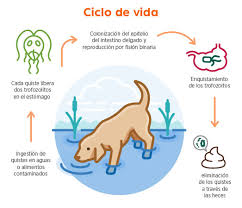 Ciclo de vida
Colonización del epitelio
del intestino delgado y
reproducción por fisión binaria
Cada quiste libera
dos trofozoitos
en el estómago
Enquistamiento
de los trofozoitos
Ingestión de
quistes en aguas o
alimentos contaminados
eliminación
de los quistes
a través de
las heces